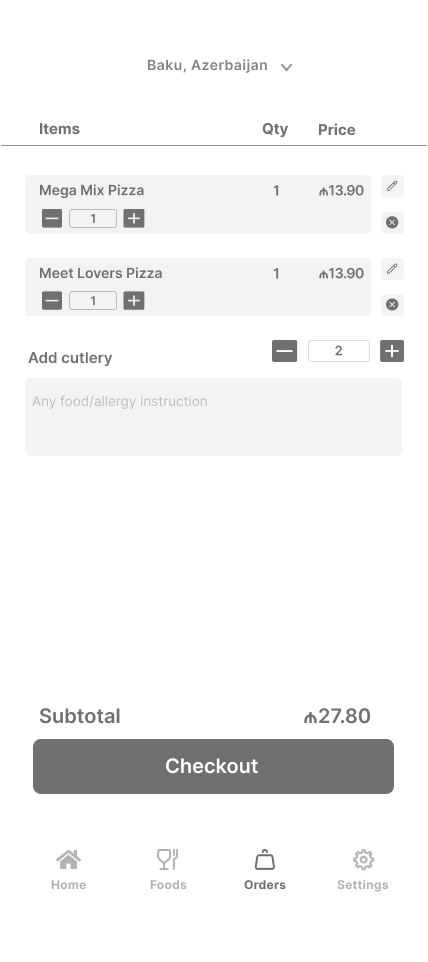 Baku, Azerbaijan
Items Qty Price
Mega Mix Pizza 1 ₼13.90
1
Meet Lovers Pizza 1 ₼13.90
1
Add cutlery 2
Any food/allergy instruction
Subtotal ₼27.80
Checkout
Home Foods Orders Settings